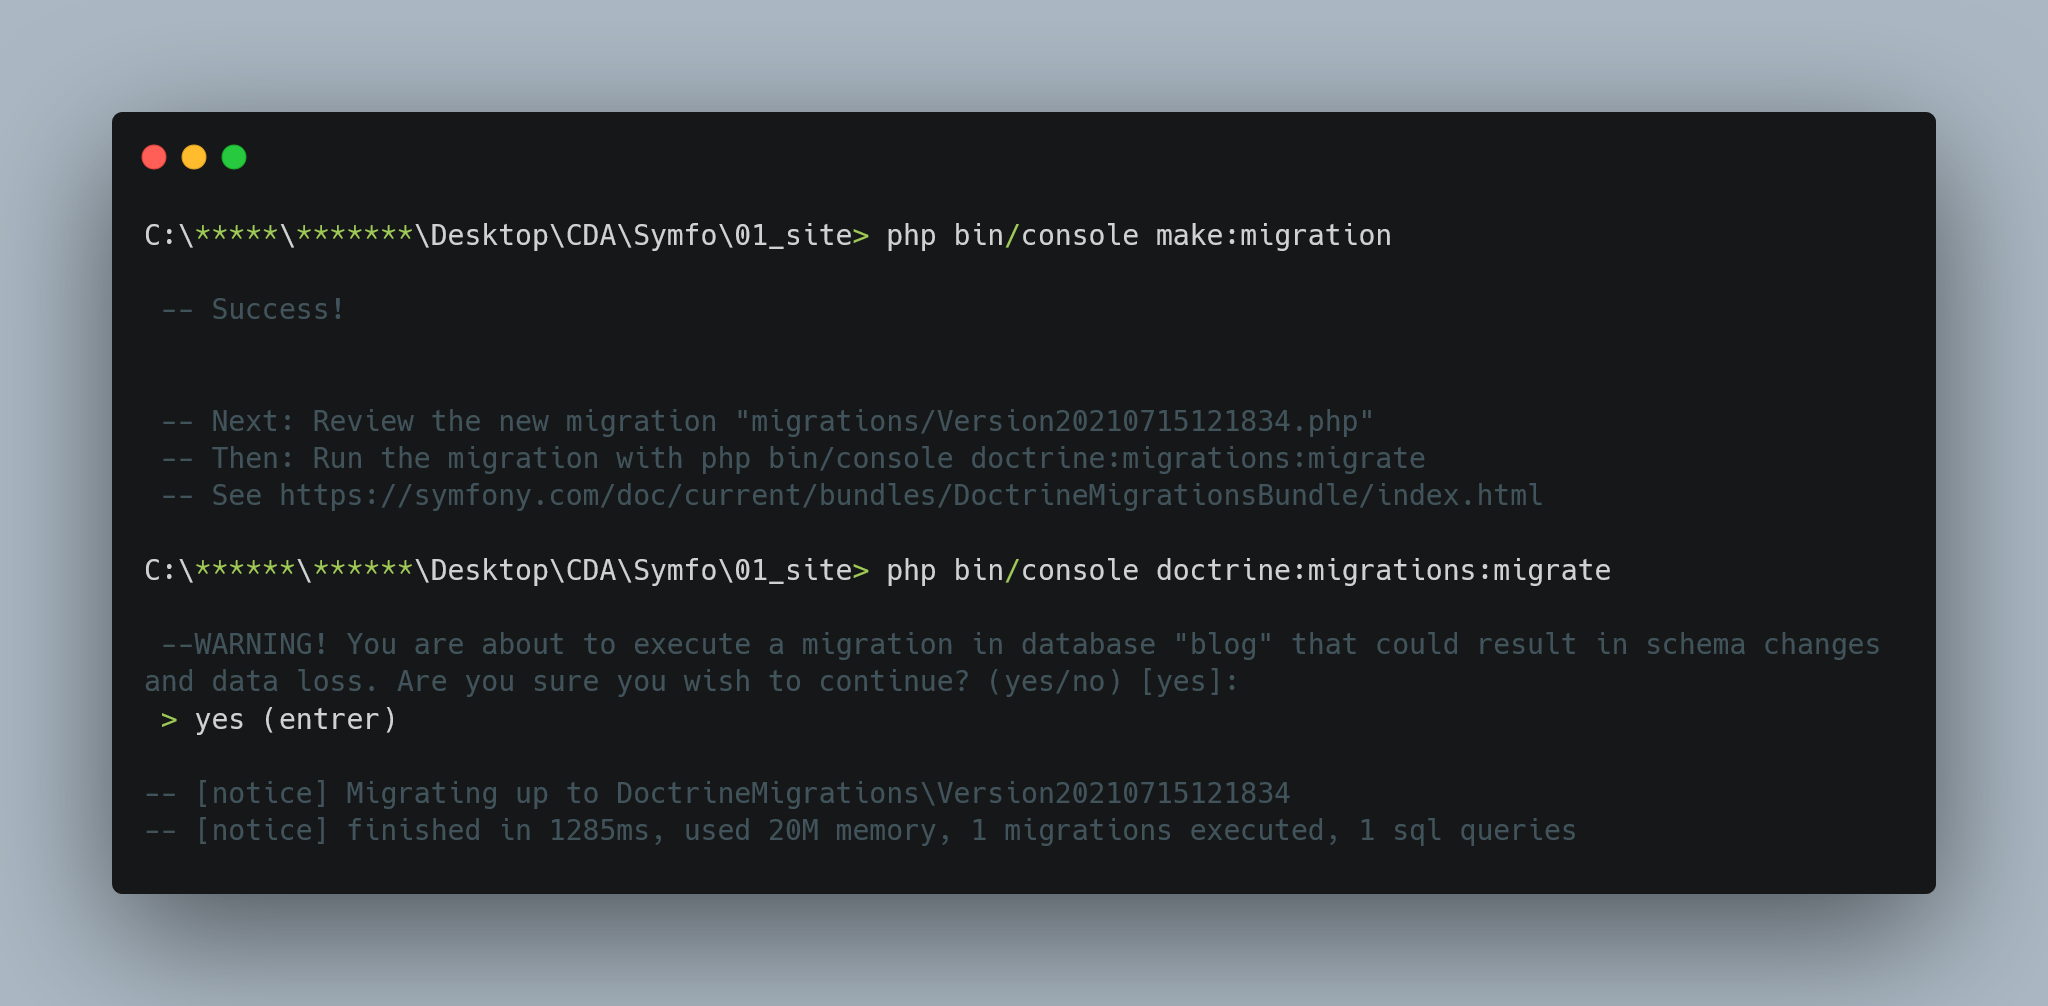 C:\*****\*******\Desktop\CDA\Symfo\01_site> php bin/console make:migration
-- Success!
-- Next: Review the new migration "migrations/Version20210715121834.php"
-- Then: Run the migration with php bin/console doctrine:migrations:migrate
-- See https://symfony.com/doc/current/bundles/DoctrineMigrationsBundle/index.html
C:\******\******\Desktop\CDA\Symfo\01_site> php bin/console doctrine:migrations:migrate
--WARNING! You are about to execute a migration in database "blog" that could result in schema changes
and data loss. Are you sure you wish to continue? (yes/no) [yes]:
> yes (entrer)
-- [notice] Migrating up to DoctrineMigrations\Version20210715121834
-- [notice] finished in 1285ms, used 20M memory, 1 migrations executed, 1 sql queries